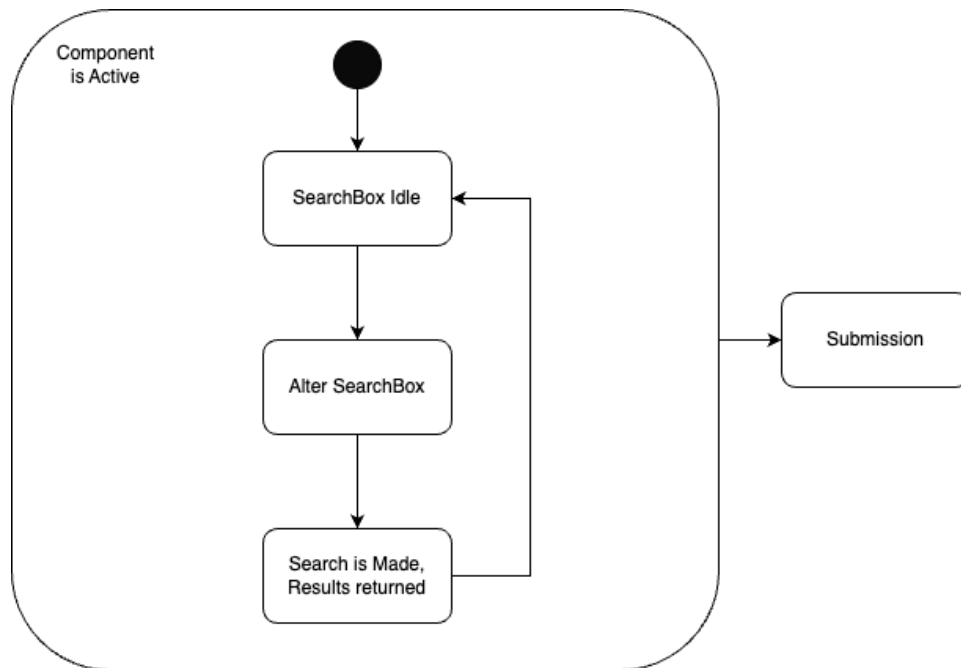 Component
is Active
SearchBox Idle
Alter SearchBox
Submission
Search is Made,
Results returned